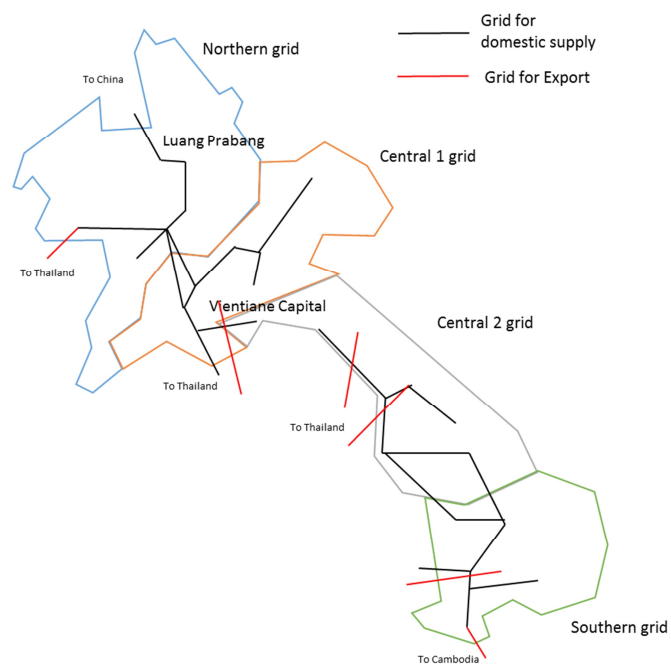 Grid for
domestic supply
Northern grid
To China
Grid for Export
Luang Prabang
Central 1 grid
To Thailand
Vientiane Capital
Central 2 grid
To Thailand
To Thailand
Southern grid
To Cambodia